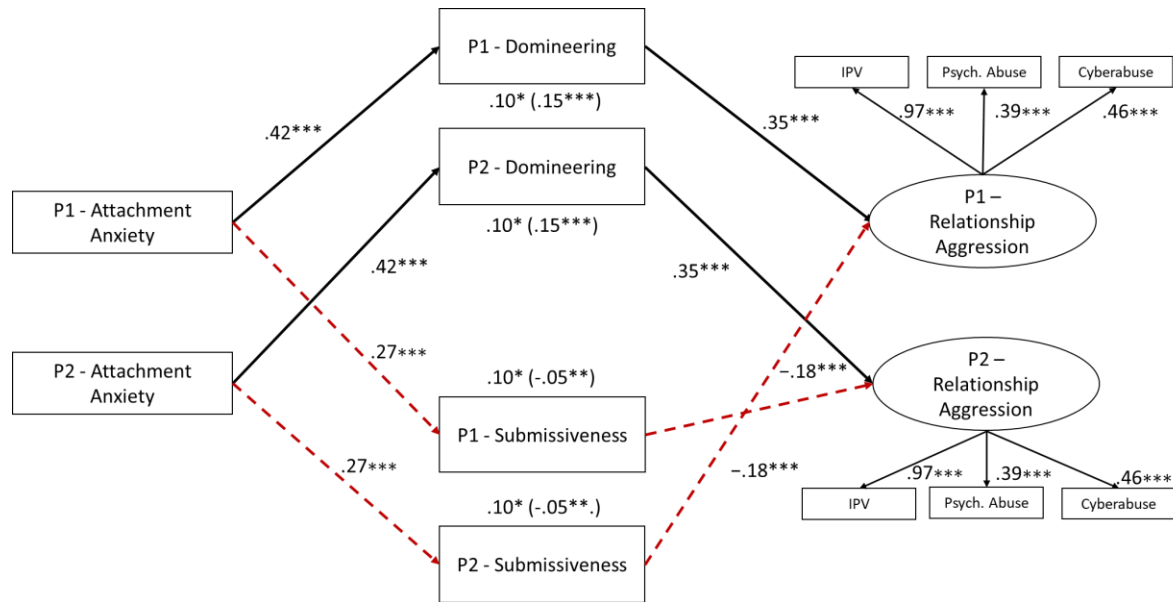 P1 - Domineering
.10* (.15***)
IPV
Psych. Abuse
Cyberabuse
.97***
.39***
.46***
.42***
.35***
P2 - Domineering
.10* (.15***)
P1 - Attachment
Anxiety
P1 –
Relationship
Aggression
.42***
.35***
P2 - Attachment
Anxiety
.27***
.10* (-.05**)
–.18***
P2 –
Relationship
Aggression
P1 - Submissiveness
.27***
–.18***
.97***
.39***
.46***
IPV
Psych. Abuse
Cyberabuse
.10* (-.05**.)
P2 - Submissiveness